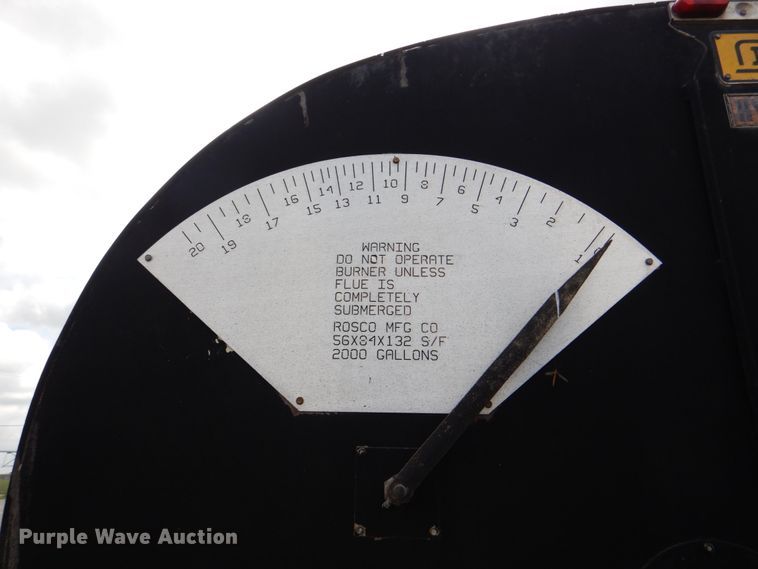 20 18 16 14 12 10 8 6 4 2 0
19 17 15 13 11 9 7 5 3 1
WARNING
DO NOT OPERATE
BURNER UNLESS
FLUE IS
COMPLETELY
SUBMERGED
ROSCO MFG CO
56X84X132 S/F
2000 GALLONS
Purple Wave Auction